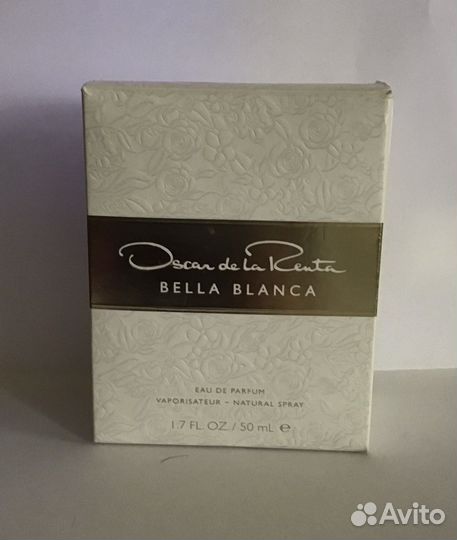 Oscar de la Renta
BELLA BLANCA
EAU DE PARFUM
VAPORISATEUR - NATURAL SPRAY
1.7 FL. OZ / 50 mL ℮
Avito